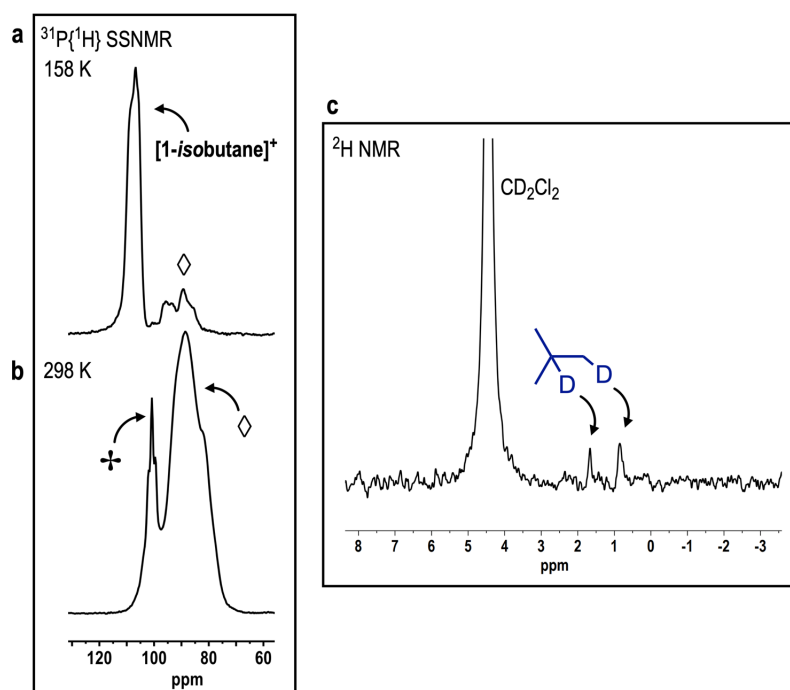 a
³¹P{¹H} SSNMR
158 K
[1-isobutane]⁺
◊
b
298 K
◊
✢
120 100 80 60
ppm
c
²H NMR
CD₂Cl₂
D D
8 7 6 5 4 3 2 1 0 -1 -2 -3
ppm